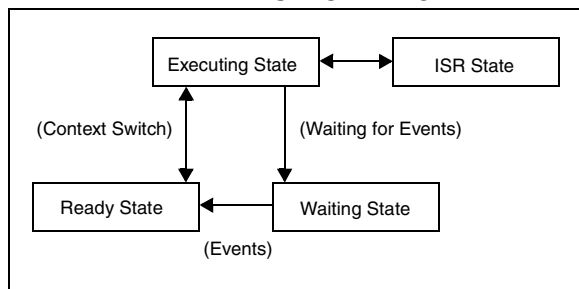 Executing State
ISR State
(Context Switch)
(Waiting for Events)
Ready State
Waiting State
(Events)